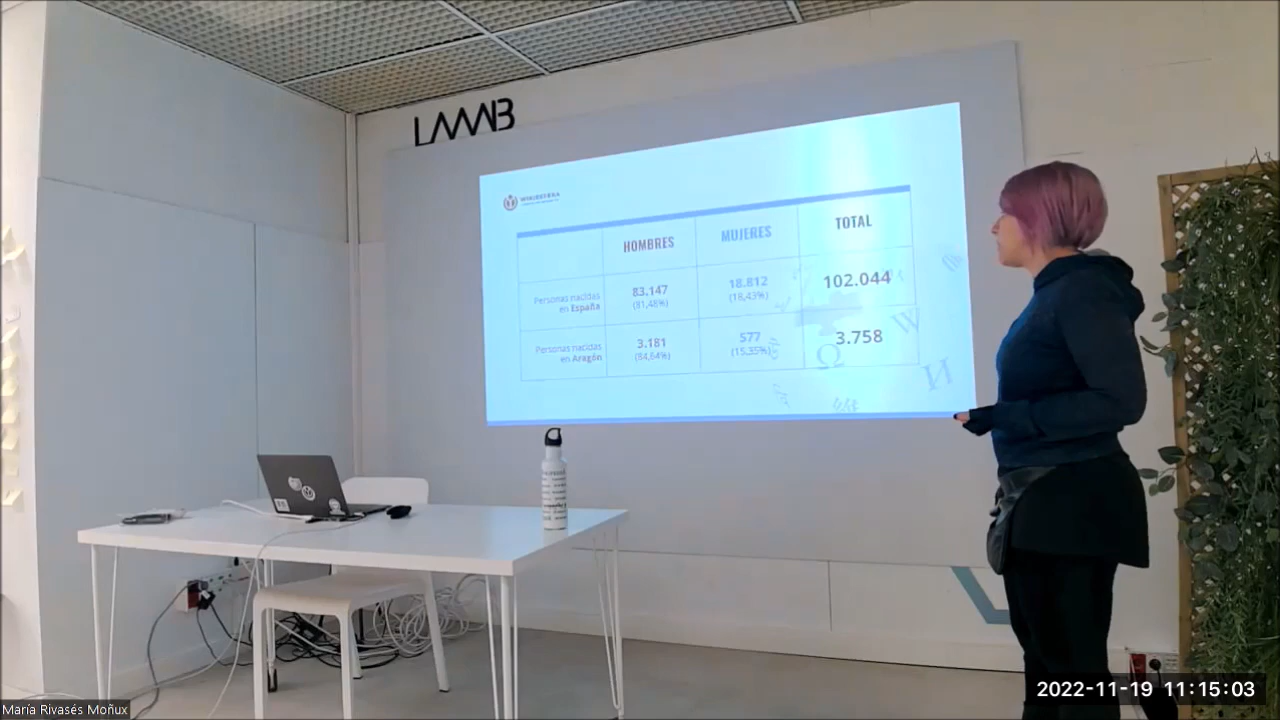 LAAAB
WIKIESFERA
HOMBRES
MUJERES
TOTAL
Personas nacidas
en España
83.147
(81,48%)
18.812
(18,43%)
102.044
Personas nacidas
en Aragón
3.181
(84,64%)
577
(15,35%)
3.758
W
Ω
И
María Rivasés Moñux
2022-11-19 11:15:03